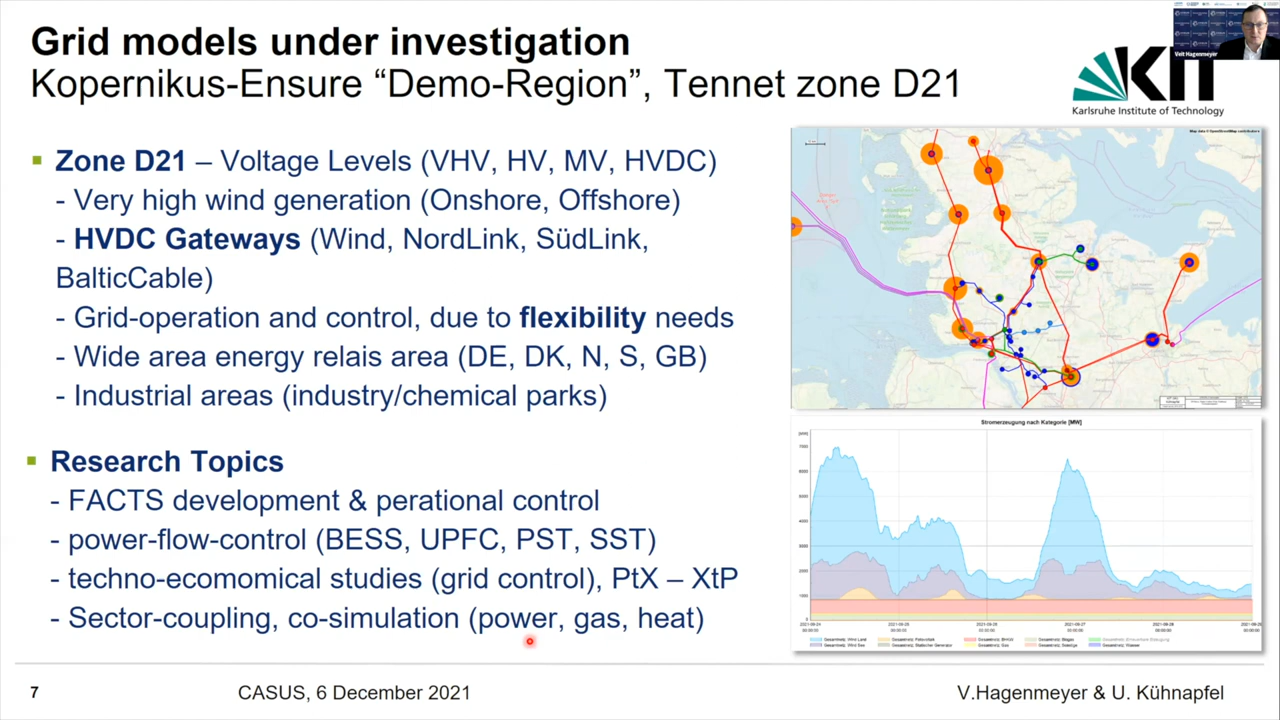 Grid models under investigation
Kopernikus-Ensure “Demo-Region”, Tennet zone D21
Veit Hagenmeyer
KIT
Karlsruhe Institute of Technology
Zone D21 – Voltage Levels (VHV, HV, MV, HVDC)
- Very high wind generation (Onshore, Offshore)
- HVDC Gateways (Wind, NordLink, SüdLink,
BalticCable)
- Grid-operation and control, due to flexibility needs
- Wide area energy relais area (DE, DK, N, S, GB)
- Industrial areas (industry/chemical parks)
Research Topics
- FACTS development & perational control
- power-flow-control (BESS, UPFC, PST, SST)
- techno-ecomomical studies (grid control), PtX – XtP
- Sector-coupling, co-simulation (power, gas, heat)
Stromerzeugung nach Kategorie [MW]
7
CASUS, 6 December 2021
V.Hagenmeyer & U. Kühnapfel